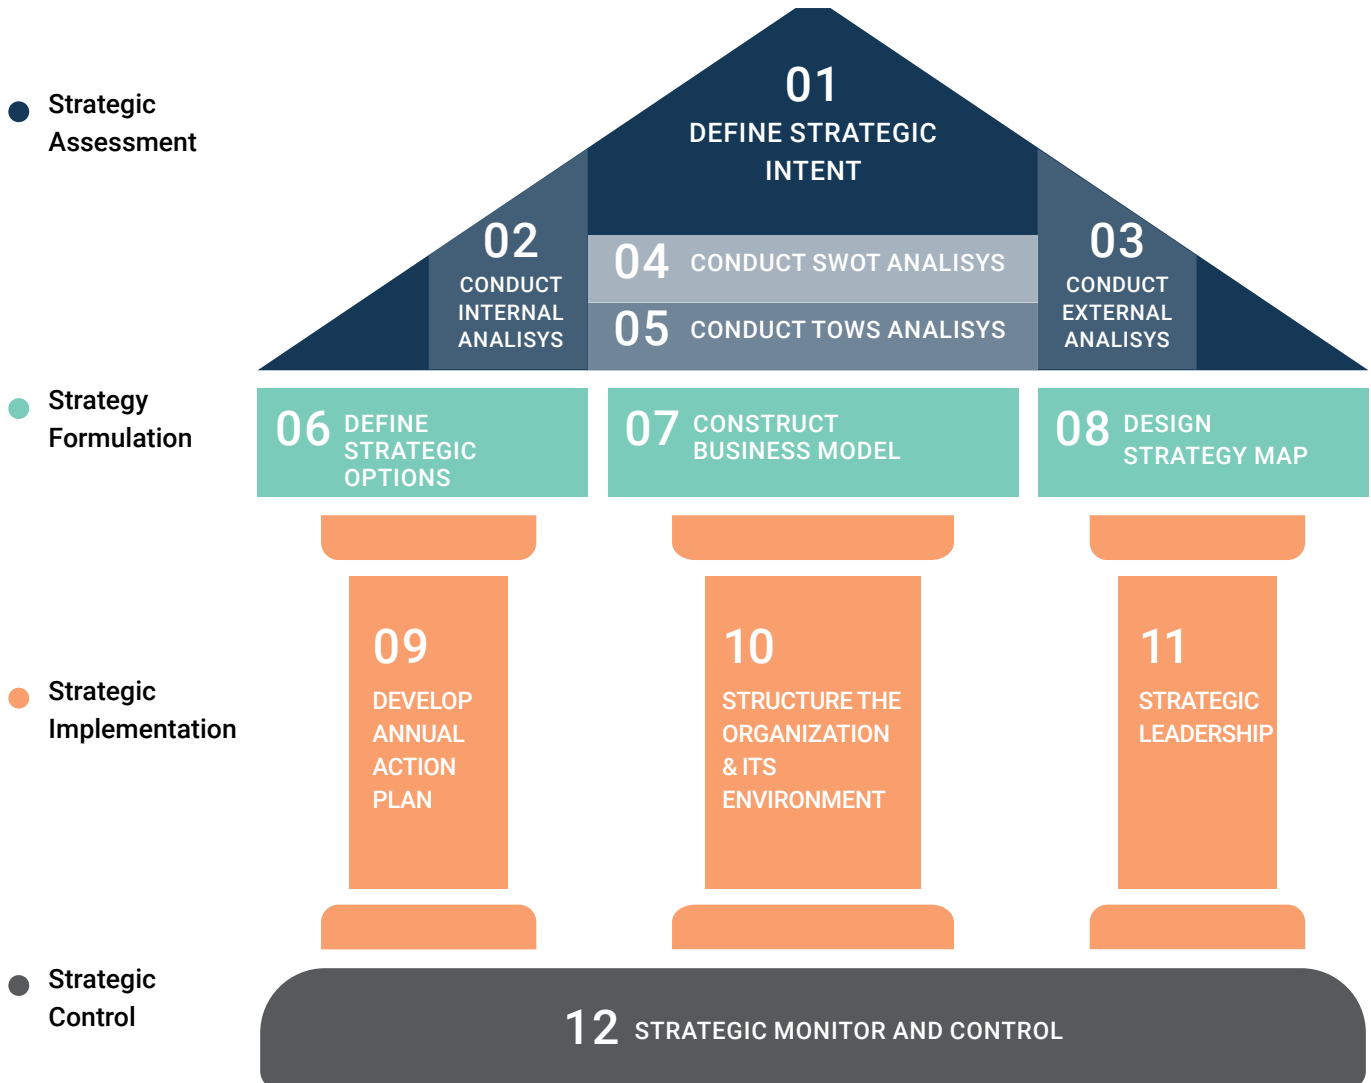 Strategic
Assessment
01
DEFINE STRATEGIC
INTENT
02
CONDUCT
INTERNAL
ANALISYS
04 CONDUCT SWOT ANALISYS
05 CONDUCT TOWS ANALISYS
03
CONDUCT
EXTERNAL
ANALISYS
Strategy
Formulation
06 DEFINE
STRATEGIC
OPTIONS
07 CONSTRUCT
BUSINESS MODEL
08 DESIGN
STRATEGY MAP
Strategic
Implementation
09
DEVELOP
ANNUAL
ACTION
PLAN
10
STRUCTURE THE
ORGANIZATION
& ITS
ENVIRONMENT
11
STRATEGIC
LEADERSHIP
Strategic
Control
12 STRATEGIC MONITOR AND CONTROL